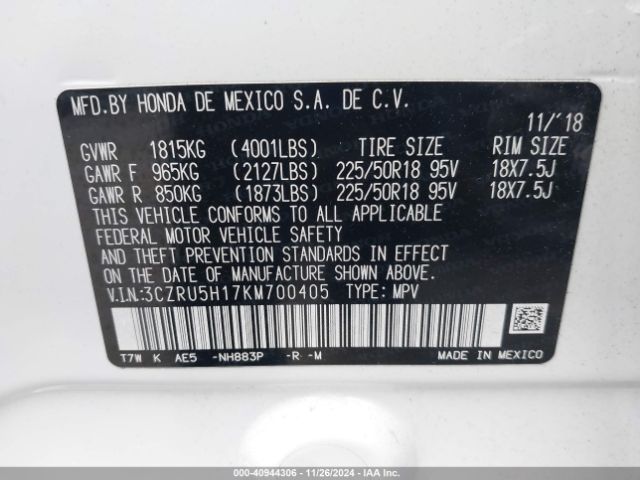 MFD.BY HONDA DE MEXICO S.A. DE C.V.
11/'18
GVWR 1815KG (4001LBS) TIRE SIZE RIM SIZE
GAWR F 965KG (2127LBS) 225/50R18 95V 18X7.5J
GAWR R 850KG (1873LBS) 225/50R18 95V 18X7.5J
THIS VEHICLE CONFORMS TO ALL APPLICABLE
FEDERAL MOTOR VEHICLE SAFETY
AND THEFT PREVENTION STANDARDS IN EFFECT
ON THE DATE OF MANUFACTURE SHOWN ABOVE.
V.I.N.:3CZRU5H17KM700405 TYPE: MPV
T7W K AE5 -NH883P -R -M MADE IN MEXICO
000-40944306 - 11/26/2024 - IAA Inc.